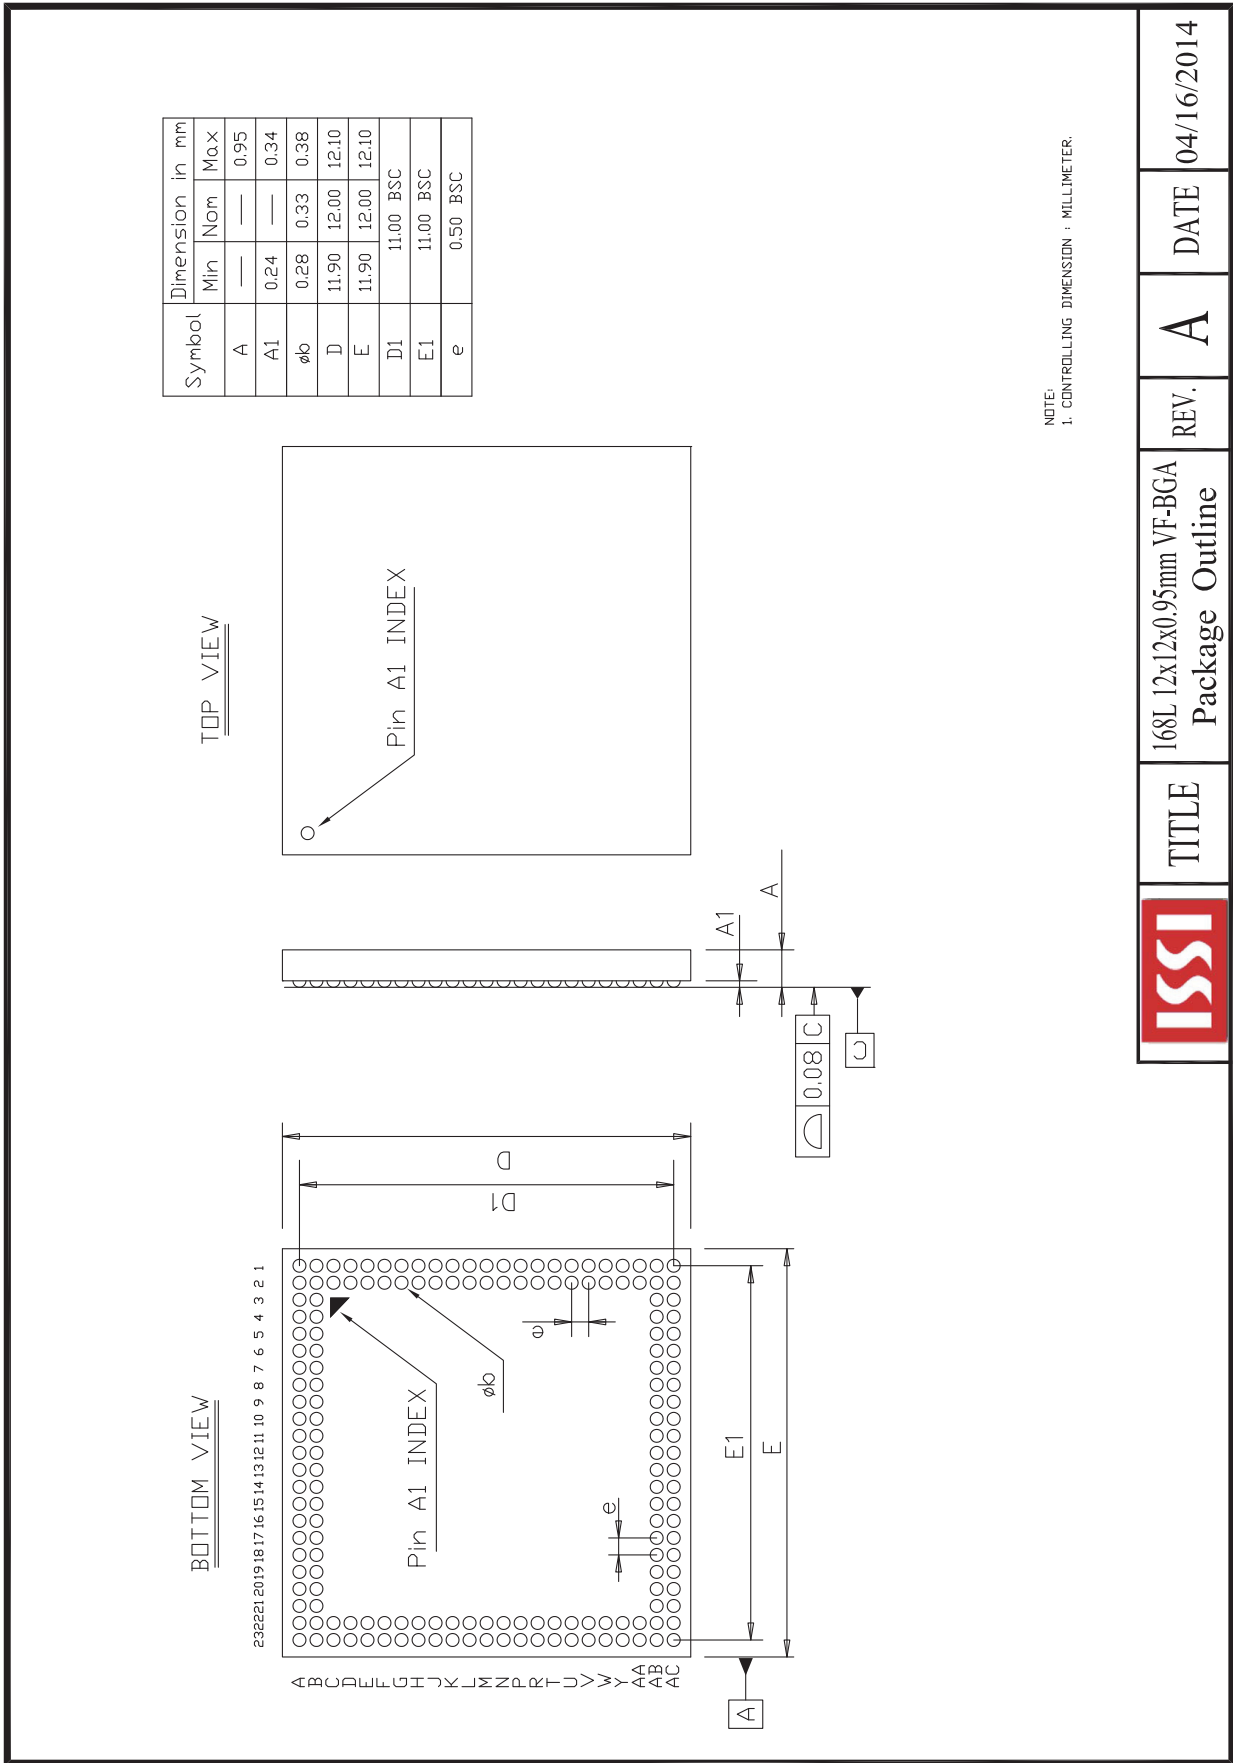 BOTTOM VIEW
TOP VIEW
23 22 21 20 19 18 17 16 15 14 13 12 11 10 9 8 7 6 5 4 3 2 1
A
B
C
D
E
F
G
H
J
K
L
M
N
P
R
T
U
V
W
Y
AA
AB
AC
Pin A1 INDEX
øb
e
e
E1
E
A
D
D1
A1
A
0.08 C
C
Pin A1 INDEX
Symbol Dimension in mm
Min Nom Max
A — — 0.95
A1 0.24 — 0.34
øb 0.28 0.33 0.38
D 11.90 12.00 12.10
E 11.90 12.00 12.10
D1 11.00 BSC
E1 11.00 BSC
e 0.50 BSC
NOTE:
1. CONTROLLING DIMENSION : MILLIMETER.
ISSI
TITLE
168L 12x12x0.95mm VF-BGA
Package Outline
REV.
A
DATE
04/16/2014